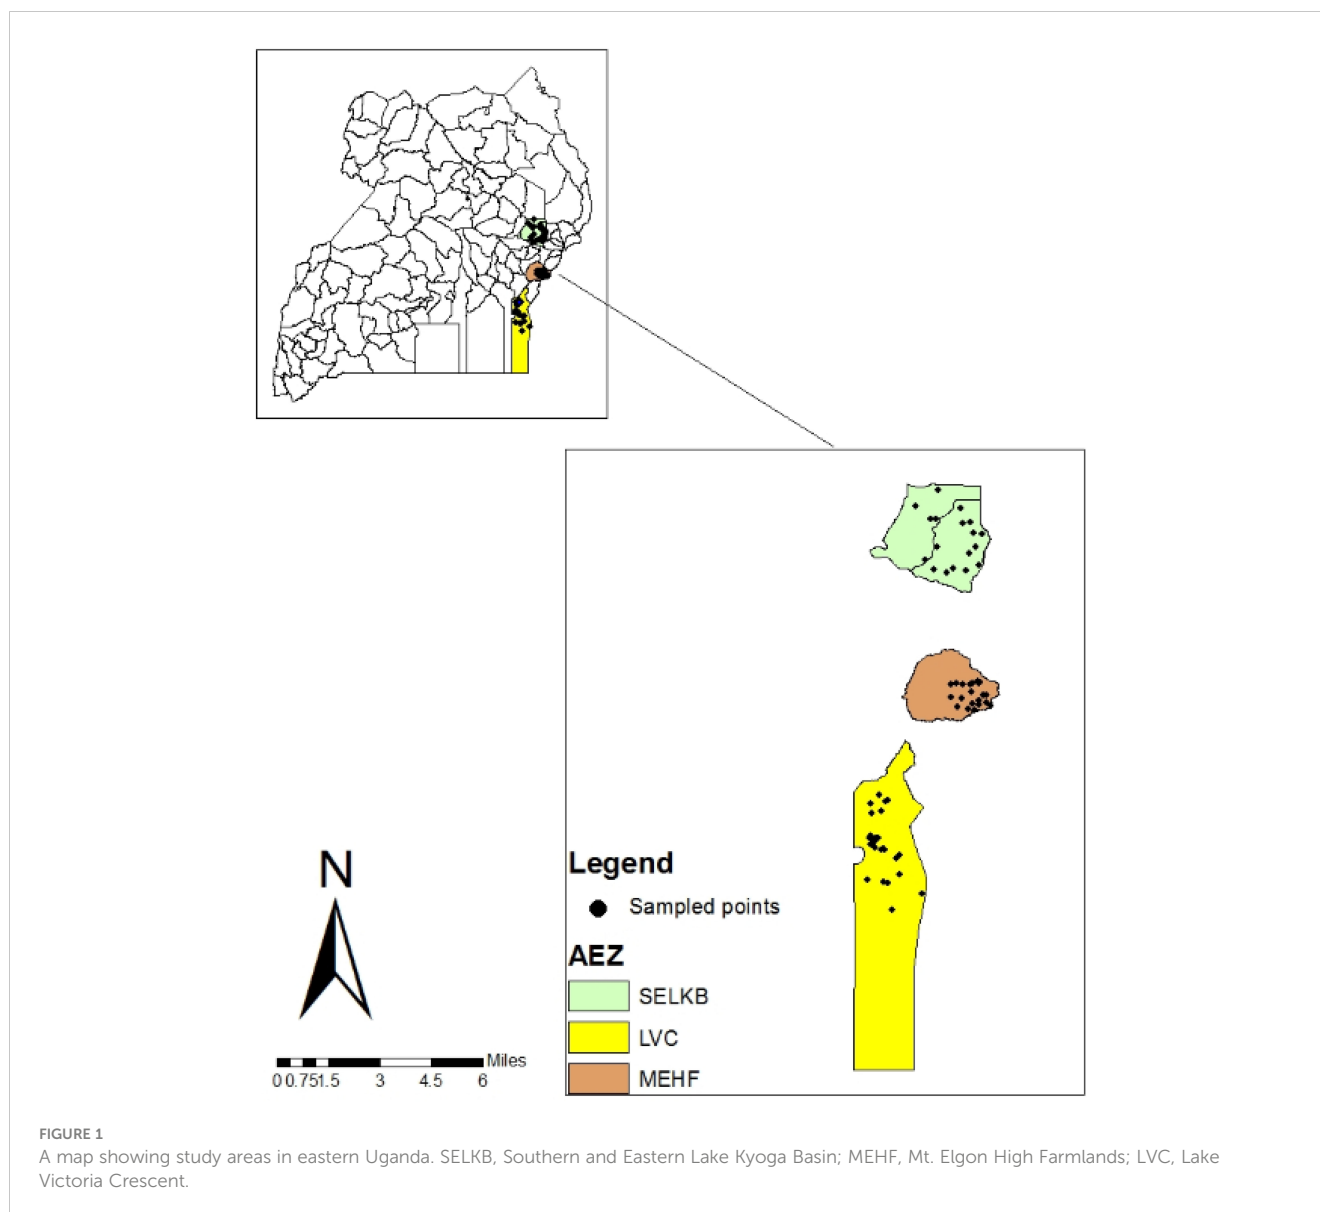 N
Miles
0 0.75 1.5 3 4.5 6
Legend
Sampled points
AEZ
SELKB
LVC
MEHF
FIGURE 1
A map showing study areas in eastern Uganda. SELKB, Southern and Eastern Lake Kyoga Basin; MEHF, Mt. Elgon High Farmlands; LVC, Lake
Victoria Crescent.